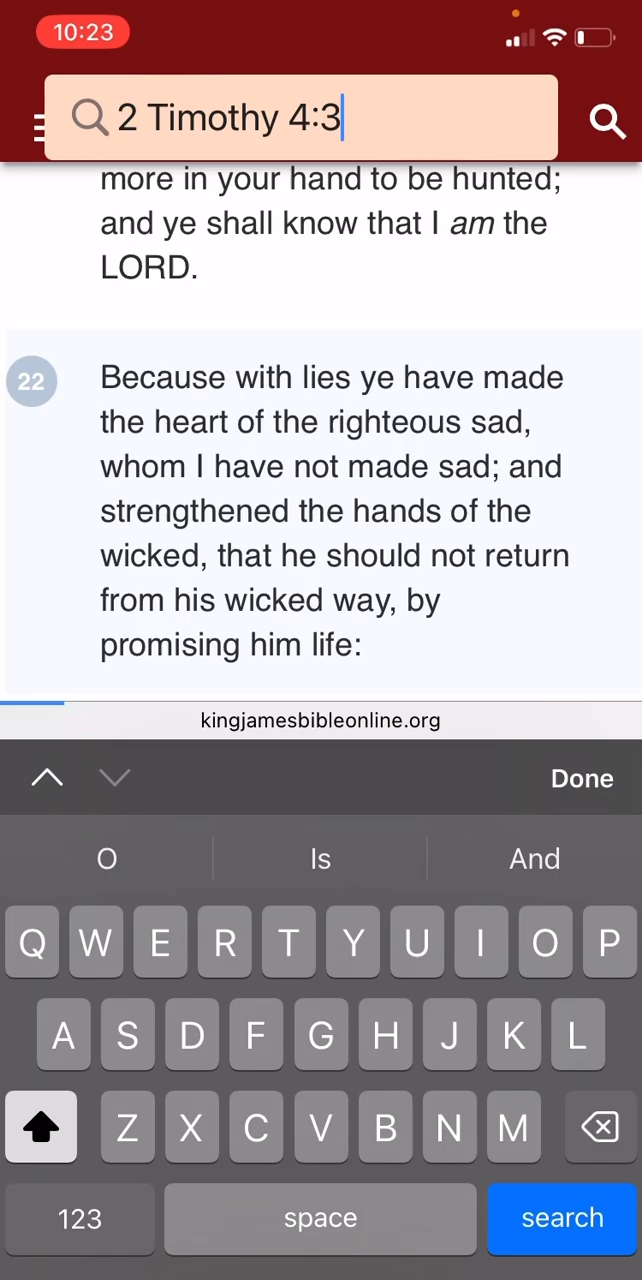 10:23
2 Timothy 4:3
more in your hand to be hunted;
and ye shall know that I am the
LORD.
22
Because with lies ye have made
the heart of the righteous sad,
whom I have not made sad; and
strengthened the hands of the
wicked, that he should not return
from his wicked way, by
promising him life:
kingjamesbibleonline.org
Done
O Is And
Q W E R T Y U I O P
A S D F G H J K L
Z X C V B N M
123 space search